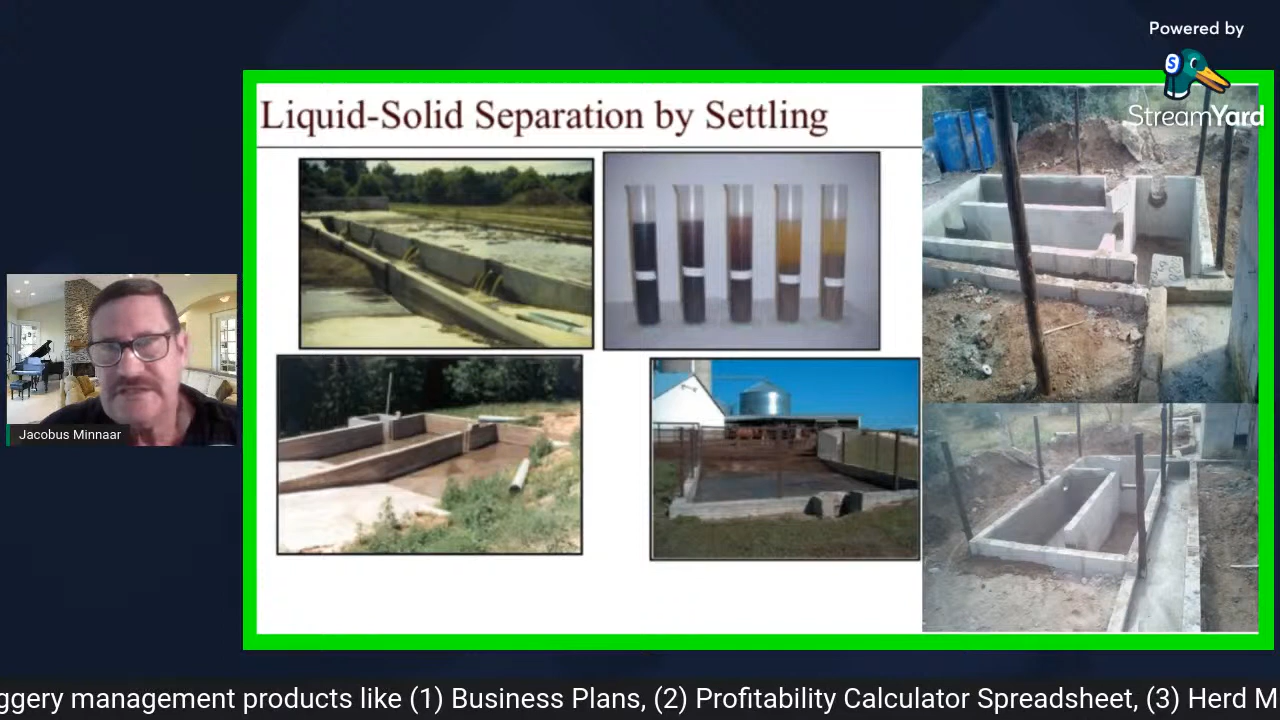 Powered by
StreamYard
Liquid-Solid Separation by Settling
Jacobus Minnaar
ggery management products like (1) Business Plans, (2) Profitability Calculator Spreadsheet, (3) Herd M